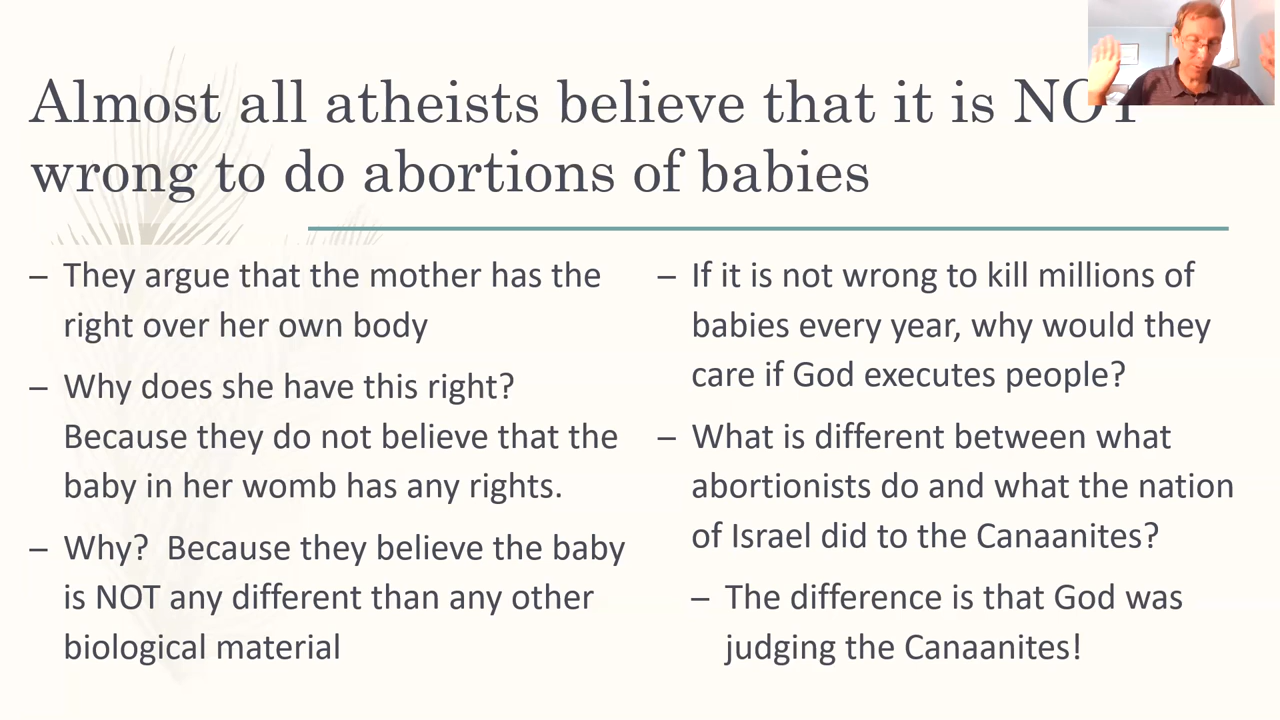 Almost all atheists believe that it is NOT
wrong to do abortions of babies
– They argue that the mother has the
right over her own body
– Why does she have this right?
Because they do not believe that the
baby in her womb has any rights.
– Why?  Because they believe the baby
is NOT any different than any other
biological material
– If it is not wrong to kill millions of
babies every year, why would they
care if God executes people?
– What is different between what
abortionists do and what the nation
of Israel did to the Canaanites?
– The difference is that God was
judging the Canaanites!